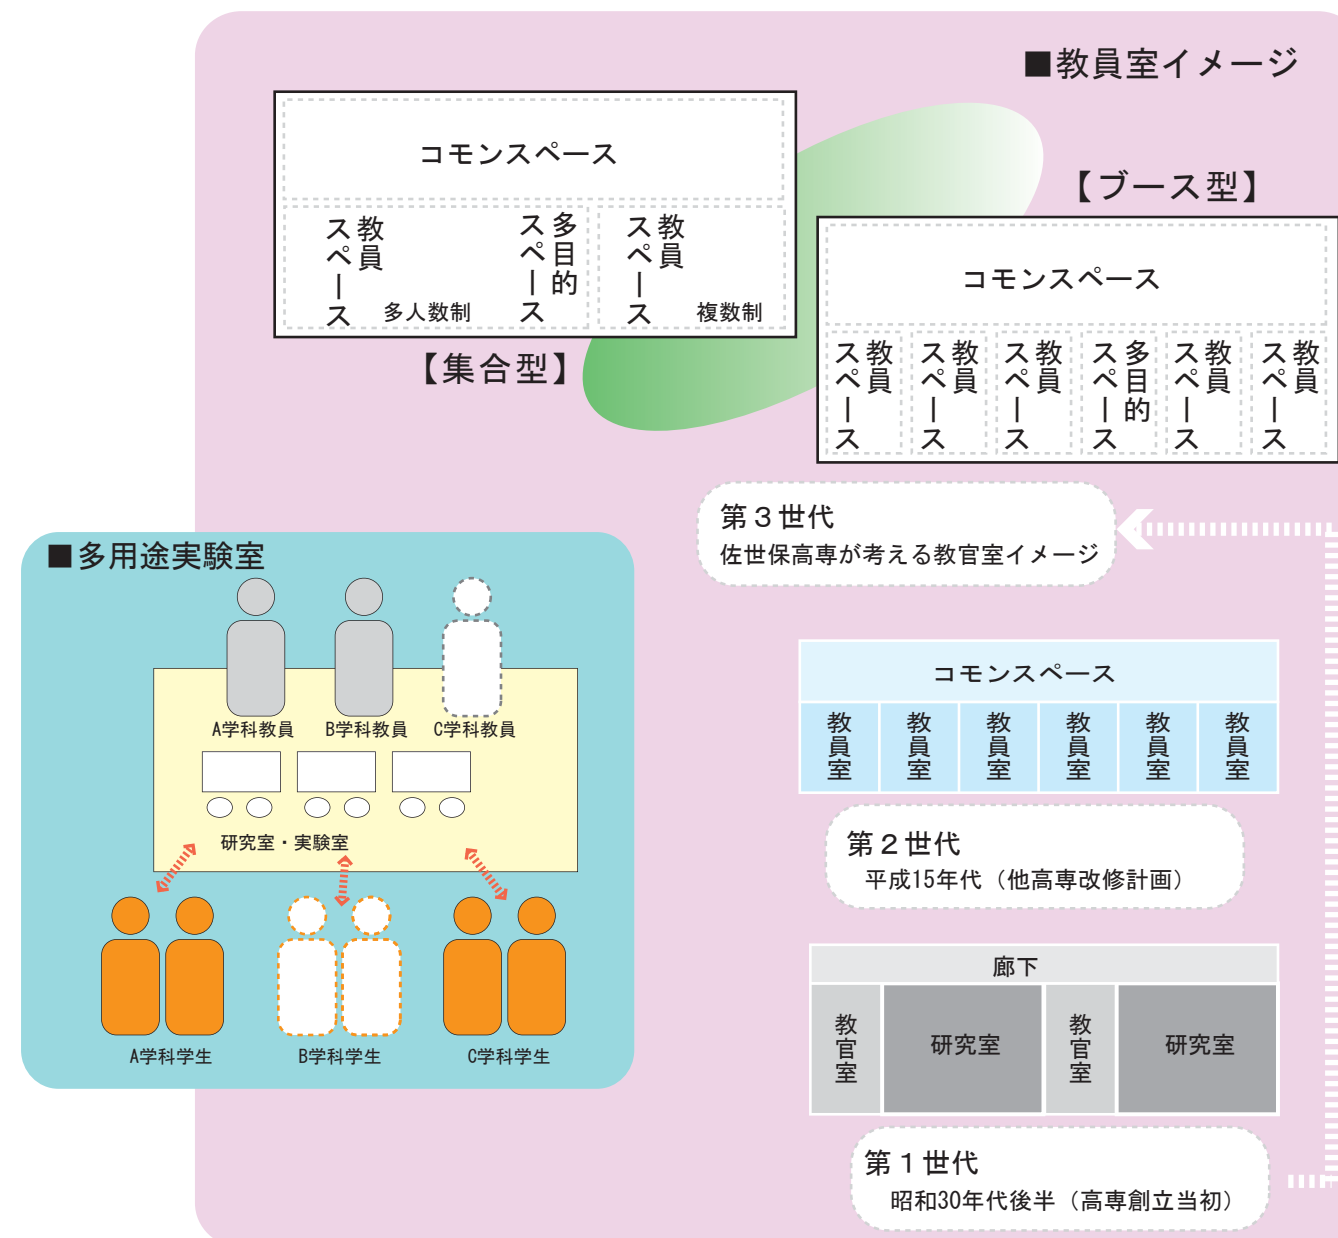 ■教員室イメージ
コモンスペース
教員スペース
多人数制
多目的スペース
教員スペース
複数制
【集合型】
【ブース型】
コモンスペース
教員スペース
教員スペース
教員スペース
多目的スペース
教員スペース
教員スペース
第3世代
佐世保高専が考える教官室イメージ
■多用途実験室
A学科教員
B学科教員
C学科教員
研究室・実験室
A学科学生
B学科学生
C学科学生
コモンスペース
教員室
教員室
教員室
教員室
教員室
教員室
第2世代
平成15年代（他高専改修計画）
廊下
教官室
研究室
教官室
研究室
第1世代
昭和30年代後半（高専創立当初）